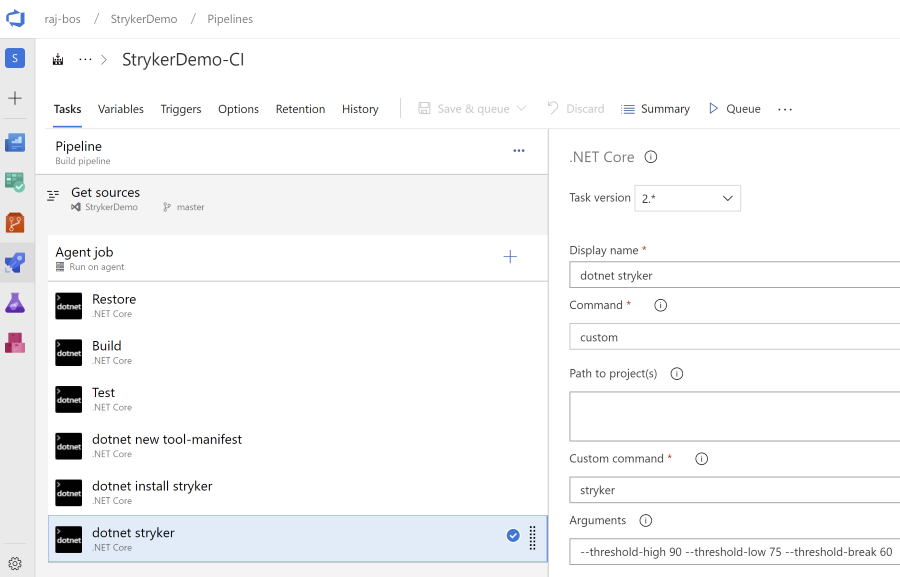 raj-bos / StrykerDemo / Pipelines
S
··· > StrykerDemo-CI
Tasks Variables Triggers Options Retention History Save & queue Discard Summary Queue ···
Pipeline
Build pipeline
Get sources
StrykerDemo master
Agent job
Run on agent
>
dotnet
Restore
.NET Core
>
dotnet
Build
.NET Core
>
dotnet
Test
.NET Core
>
dotnet
dotnet new tool-manifest
.NET Core
>
dotnet
dotnet install stryker
.NET Core
>
dotnet
dotnet stryker
.NET Core
.NET Core
Task version 2.*
Display name *
dotnet stryker
Command *
custom
Path to project(s)
Custom command *
stryker
Arguments
--threshold-high 90 --threshold-low 75 --threshold-break 60